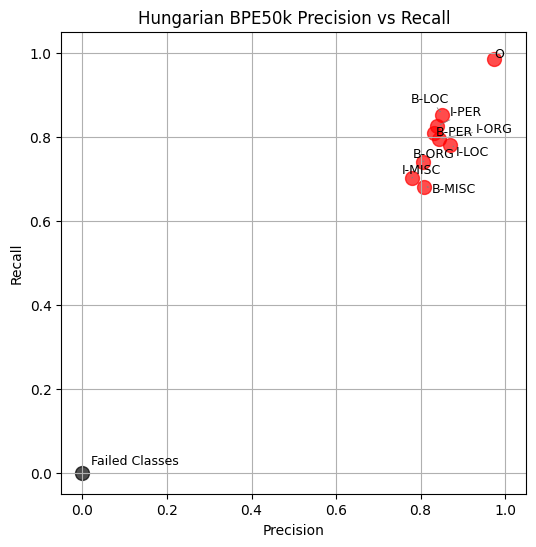 Hungarian BPE50k Precision vs Recall
1.0
O
B-LOC
I-PER
I-ORG
0.8
B-PER
B-ORG
I-LOC
I-MISC
B-MISC
0.6
Recall
0.4
0.2
Failed Classes
0.0
0.0 0.2 0.4 0.6 0.8 1.0
Precision